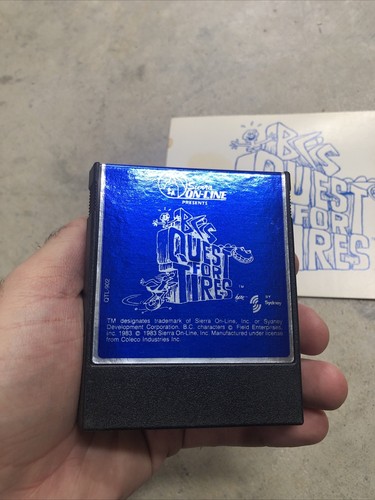 Sierra
ON-LINE
PRESENTS
B.C.'s
QUEST
FOR
TIRES
TM
BY
Sydney
QTL-902
TM designates trademark of Sierra On-Line, Inc. or Sydney
Development Corporation. B.C. characters © Field Enterprises,
Inc. 1983 © 1983 Sierra On-Line, Inc. Manufactured under license
from Coleco Industries Inc
B.C.'s
QUEST
FOR
TIRES